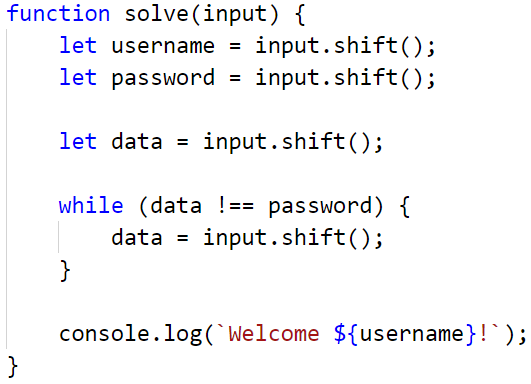 function solve(input) {
    let username = input.shift();
    let password = input.shift();

    let data = input.shift();

    while (data !== password) {
        data = input.shift();
    }

    console.log(`Welcome ${username}!`);
}